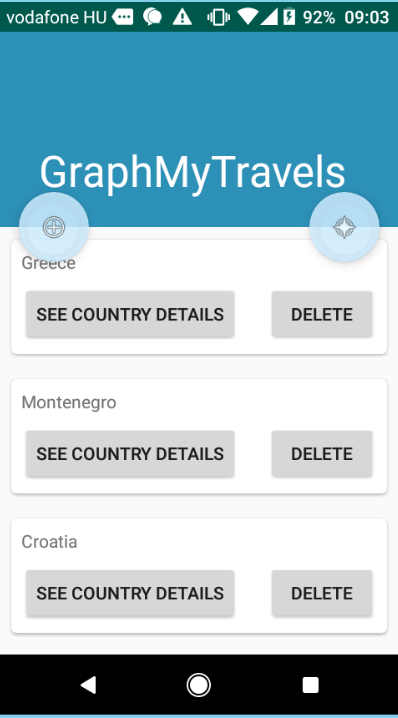 vodafone HU 92% 09:03
GraphMyTravels
Greece
SEE COUNTRY DETAILS DELETE
Montenegro
SEE COUNTRY DETAILS DELETE
Croatia
SEE COUNTRY DETAILS DELETE